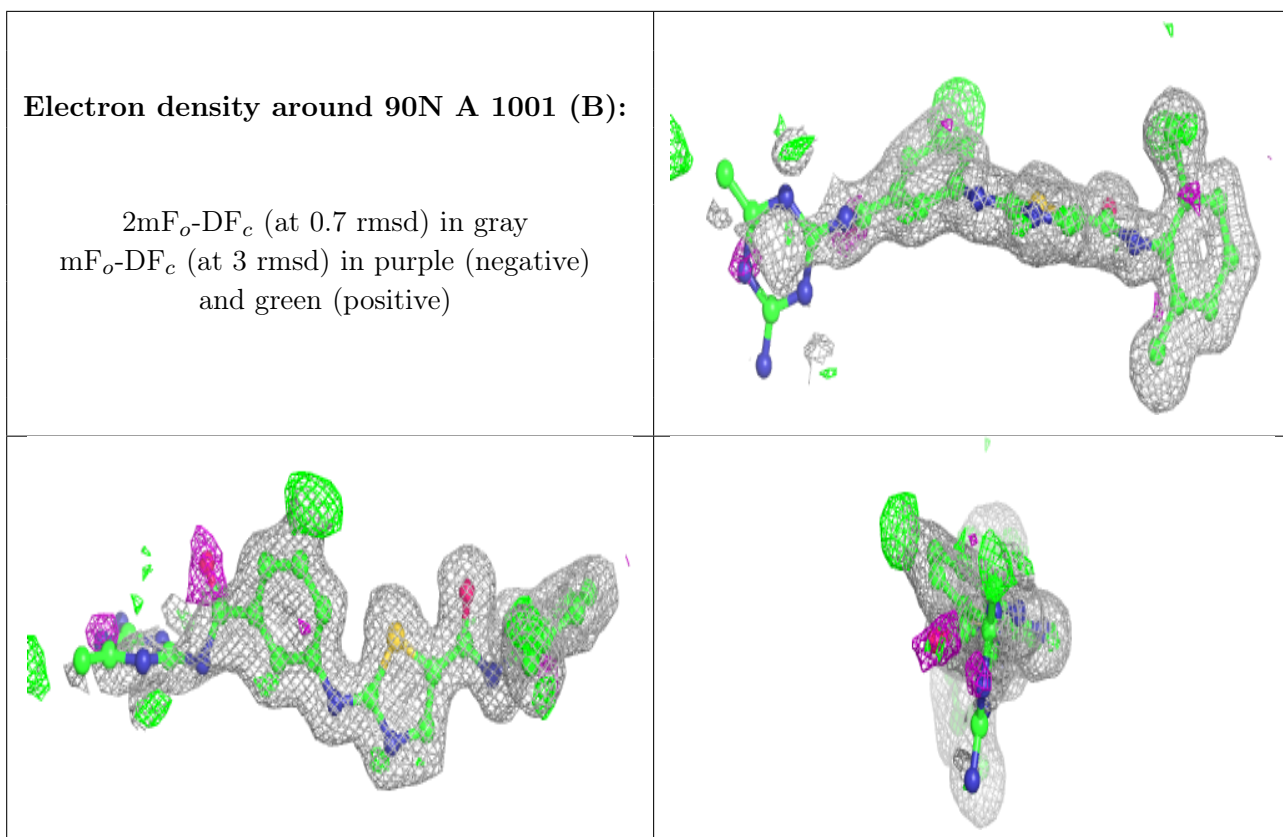 Electron density around 90N A 1001 (B):
2mFo-DFc (at 0.7 rmsd) in gray
mFo-DFc (at 3 rmsd) in purple (negative)
and green (positive)